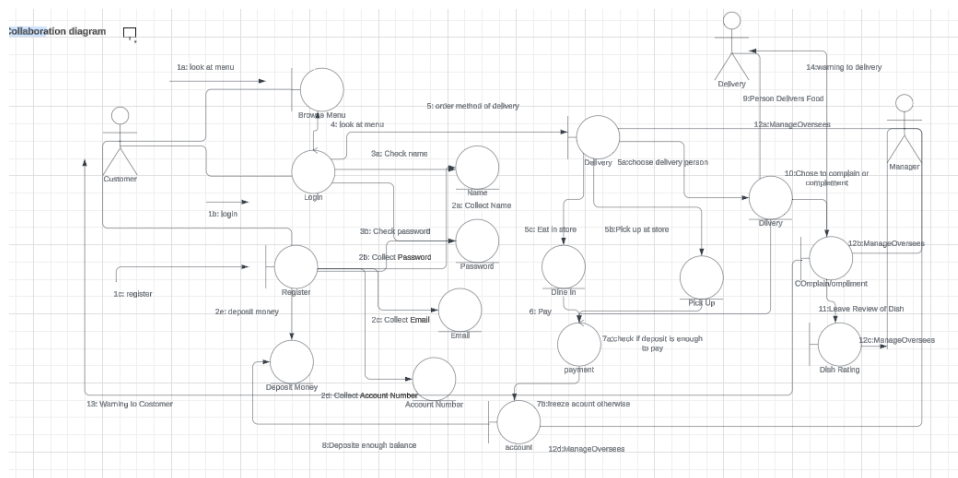 Collaboration diagram
1a: look at menu
14:warning to delivery
Delivery
9:Person Delivers Food
5: order method of delivery
Browse Menu
4: look at menu
12a:ManageOversees
3a: Check name
Delivery
5a:choose delivery person
Manager
Customer
10:Chose to complain or
compliment
Login
Name
2a: Collect Name
1b: login
Dlivery
3b: Check password
5c: Eat in store
5b:Pick up at store
12b:ManageOversees
2b: Collect Password
Password
COmplain/cmpliment
Register
Dine In
1c: register
Pick Up
2e: deposit money
6: Pay
11:Leave Review of Dish
2c: Collect Email
Email
7a:check if deposit is enough
to pay
12c:ManageOversees
payment
Dish Rating
Deposit Money
2d: Collect Account Number
Account Number
13: Warning to Customer
7b:freeze acount otherwise
8:Deposite enough balance
account
12d:ManageOversees